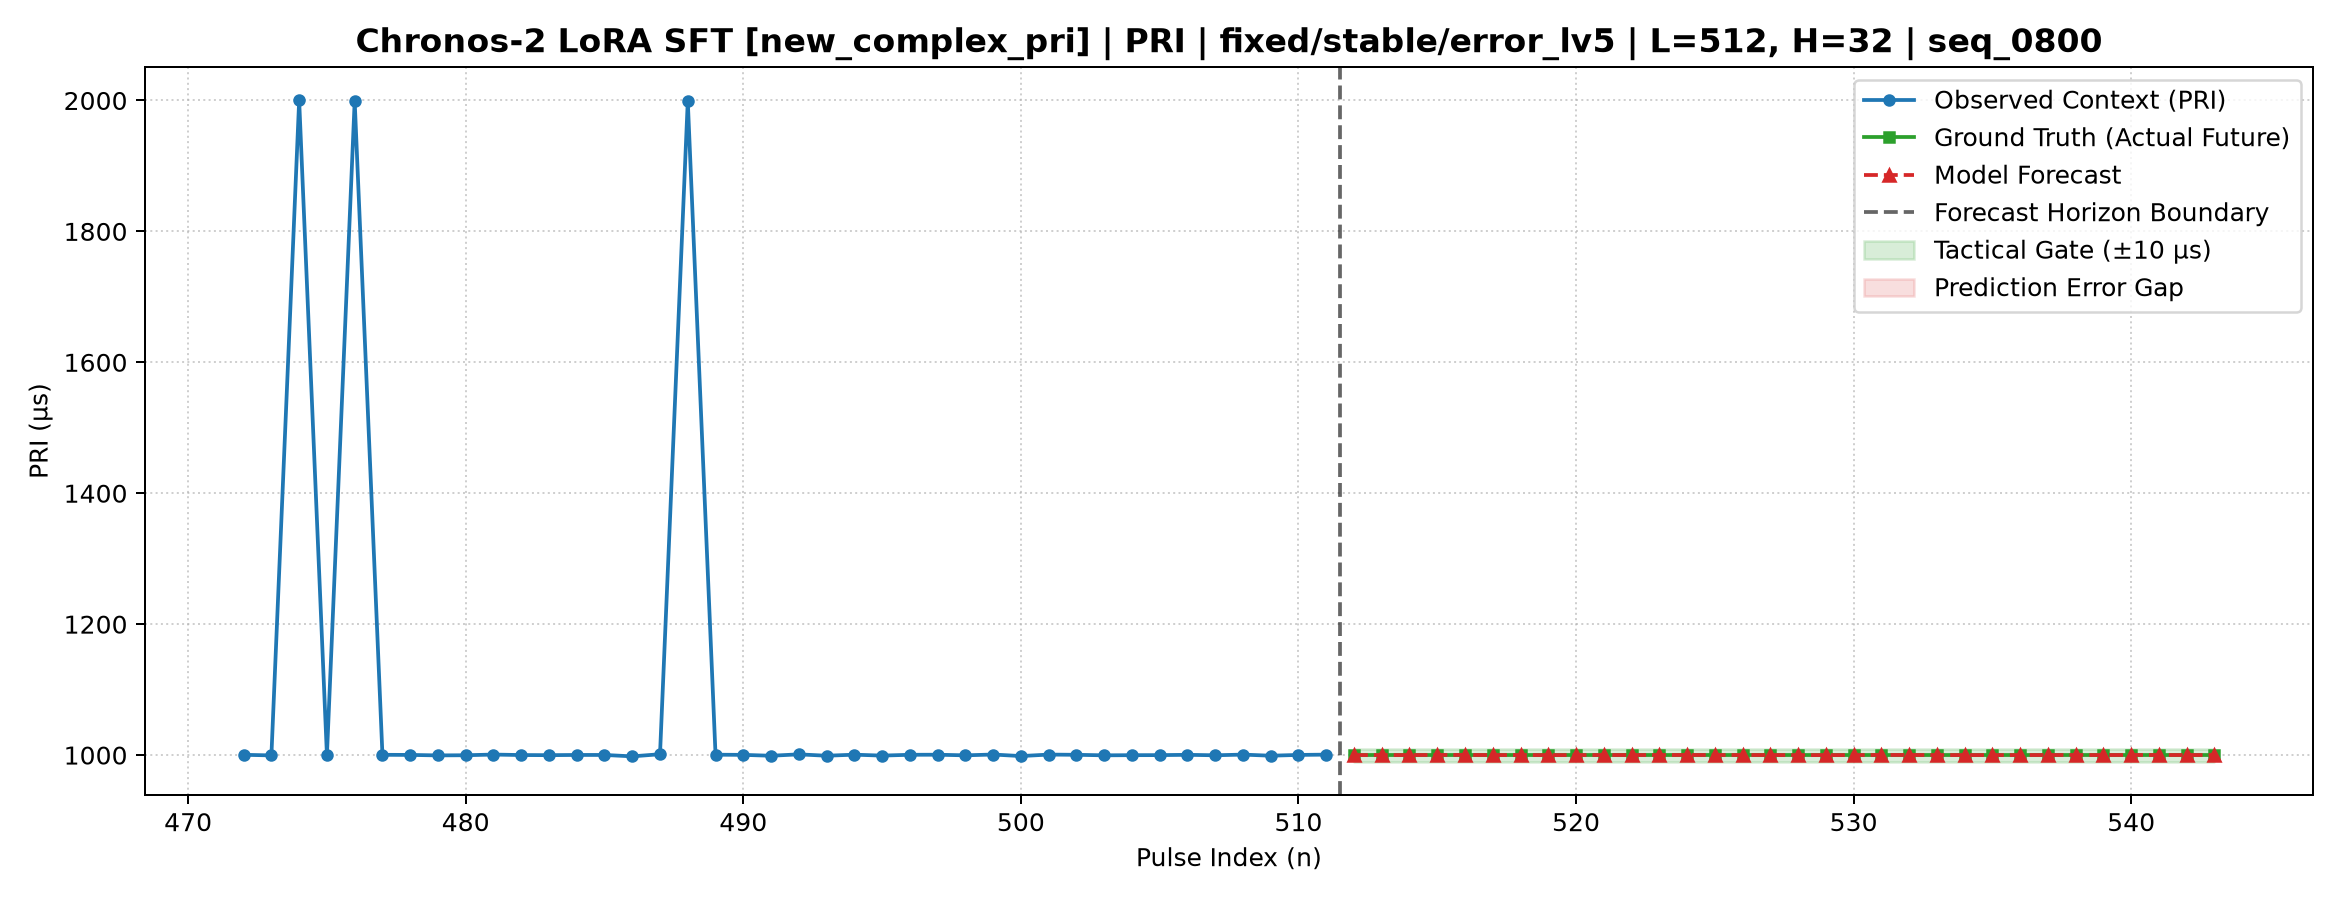 Chronos-2 LoRA SFT [new_complex_pri] | PRI | fixed/stable/error_lv5 | L=512, H=32 | seq_0800
2000
1800
1600
1400
1200
1000
PRI (μs)
Observed Context (PRI)
Ground Truth (Actual Future)
Model Forecast
Forecast Horizon Boundary
Tactical Gate (±10 μs)
Prediction Error Gap
470 480 490 500 510 520 530 540
Pulse Index (n)